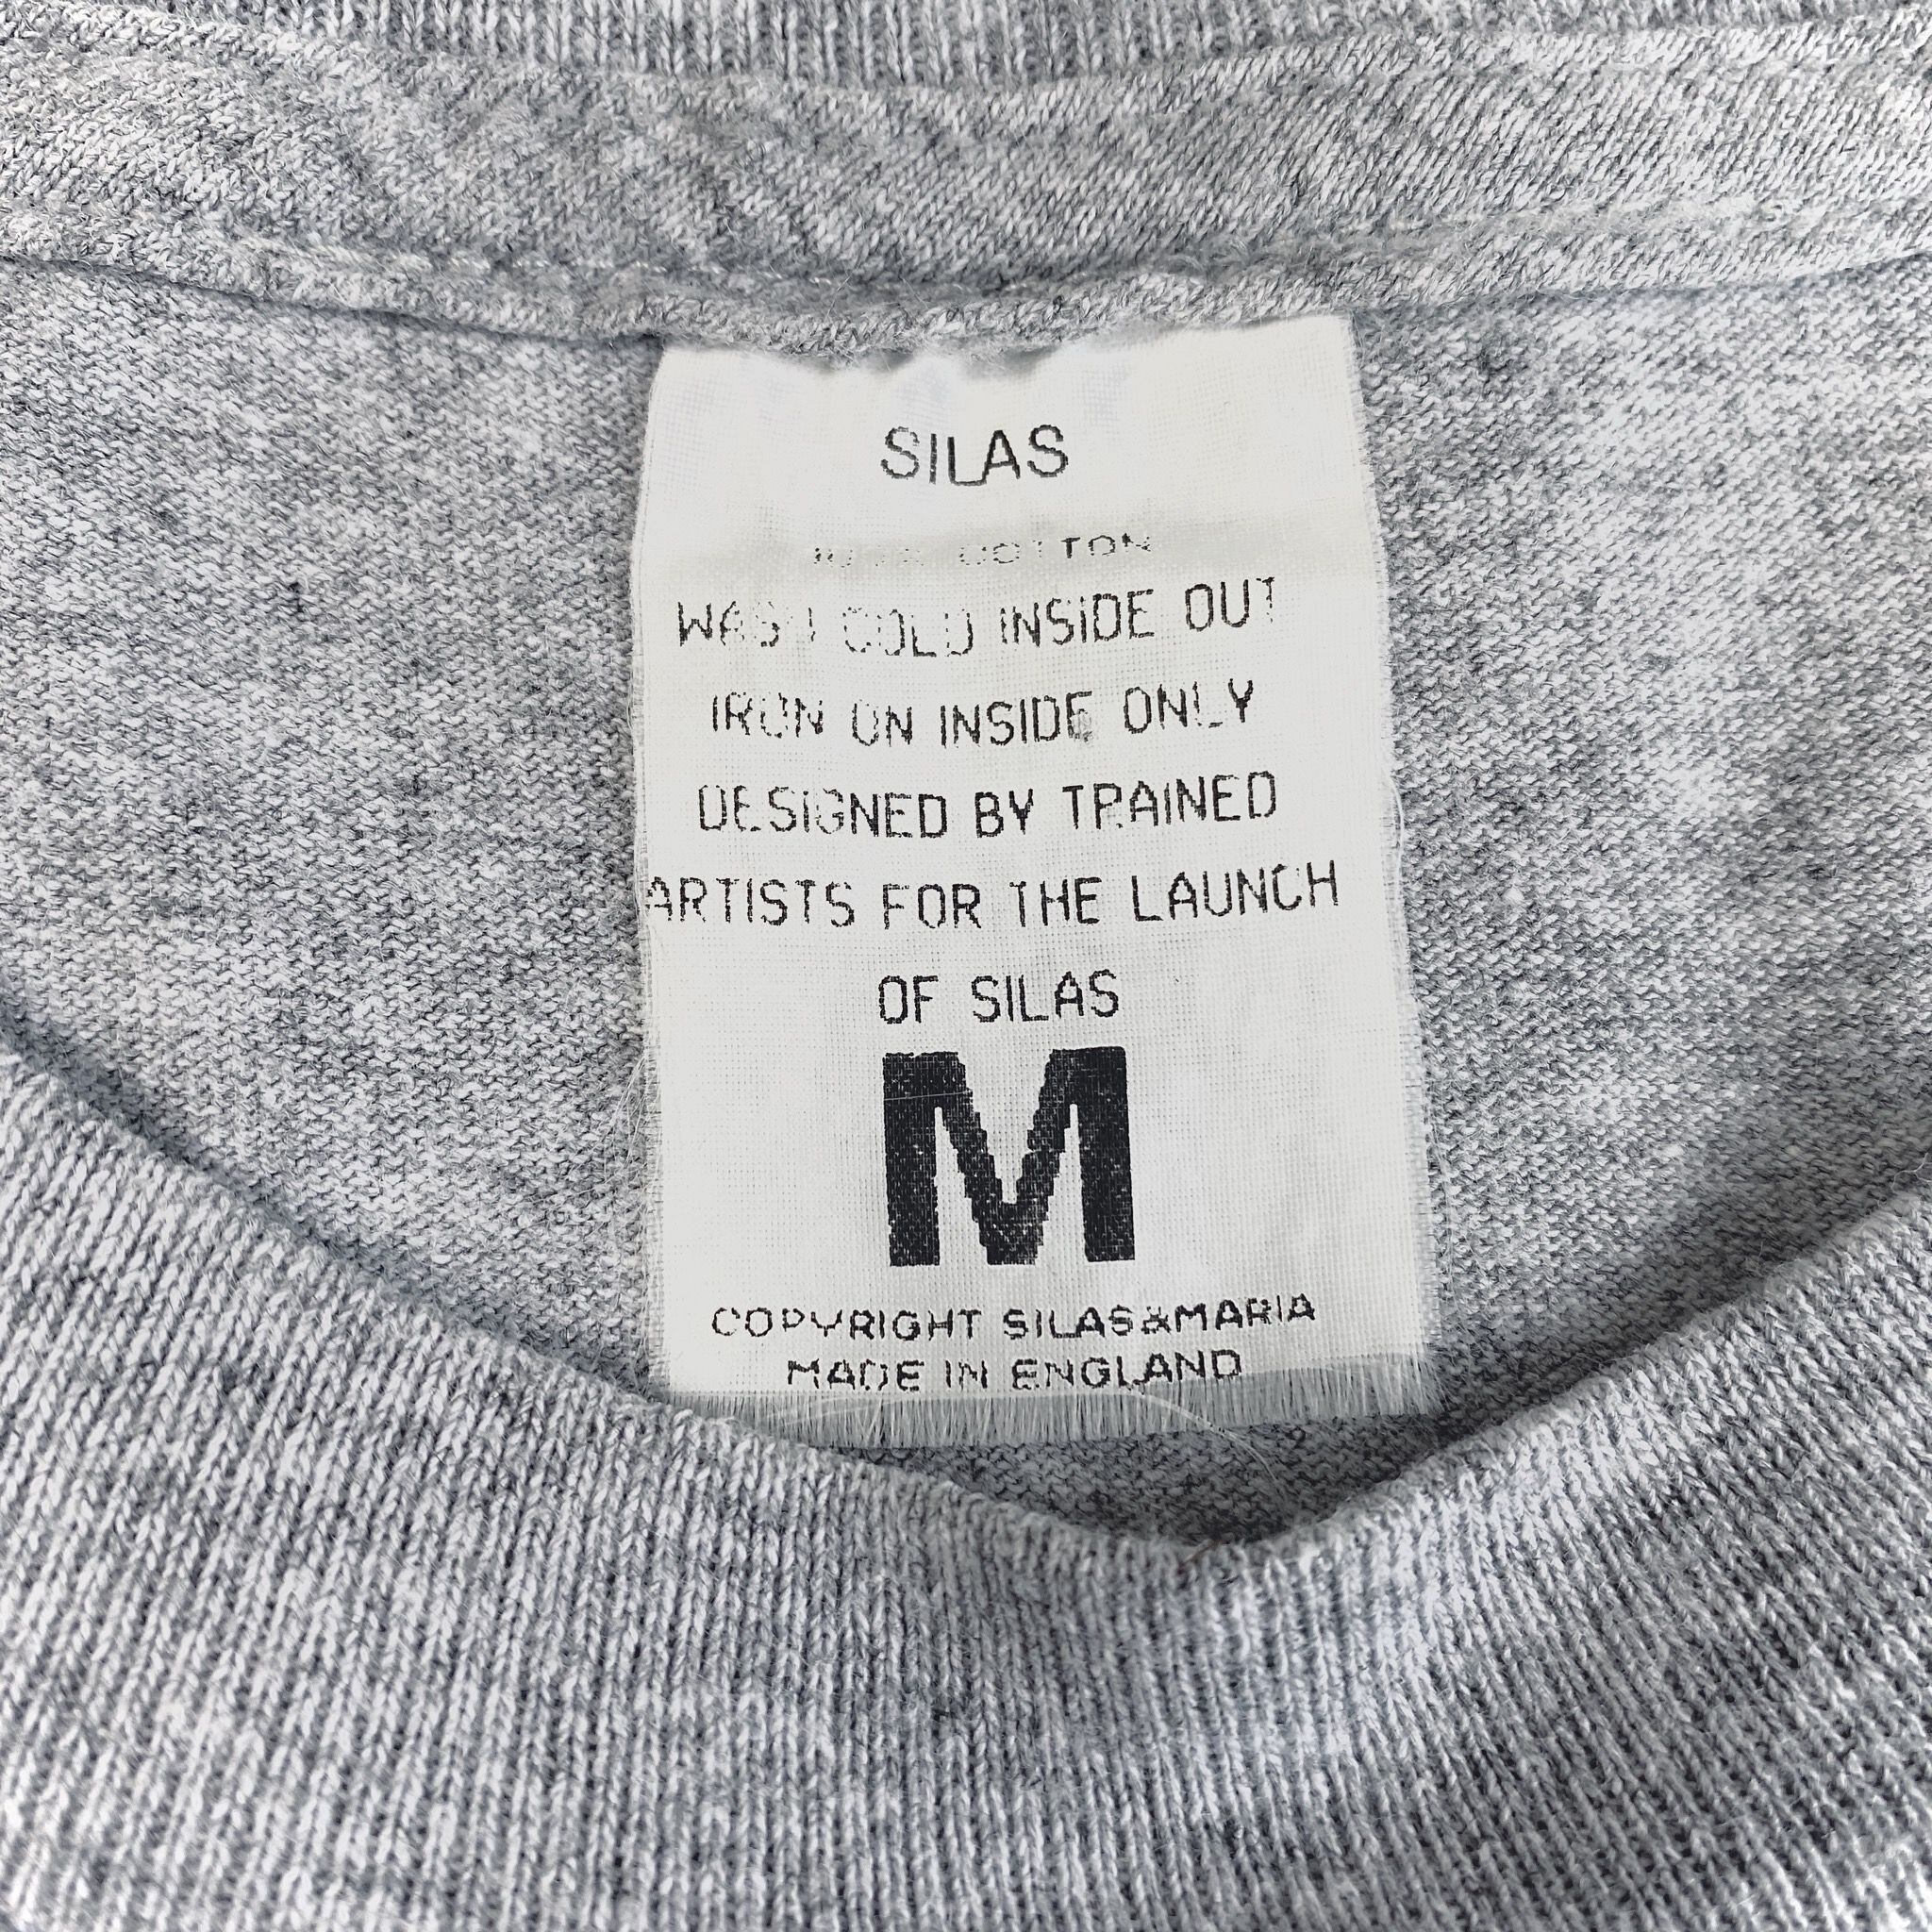 SILAS
COTTON
WASH COLD INSIDE OUT
IRON ON INSIDE ONLY
DESIGNED BY TRAINED
ARTISTS FOR THE LAUNCH
OF SILAS
M
COPYRIGHT SILAS&MARIA
MADE IN ENGLAND